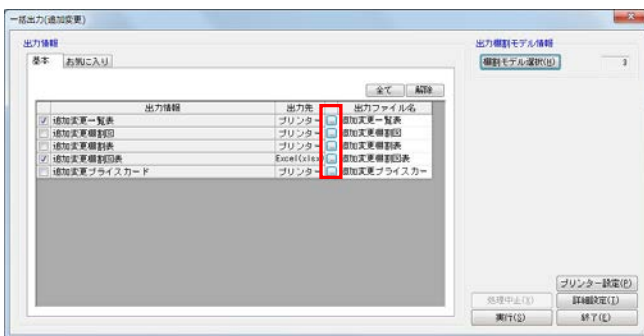 一括出力(追加変更)
出力情報
出力棚割モデル情報
基本 お気に入り
棚割モデル選択(H) 3
全て 解除
出力情報 出力先 出力ファイル名
追加変更一覧表 プリンター 追加変更一覧表
追加変更棚割図 プリンター 追加変更棚割図
追加変更棚割表 プリンター 追加変更棚割表
追加変更棚割図表 Excel(xlsx) 追加変更棚割図表
追加変更プライスカード プリンター 追加変更プライスカー
プリンター設定(P)
処理中止(X) 詳細設定(I)
実行(S) 終了(E)